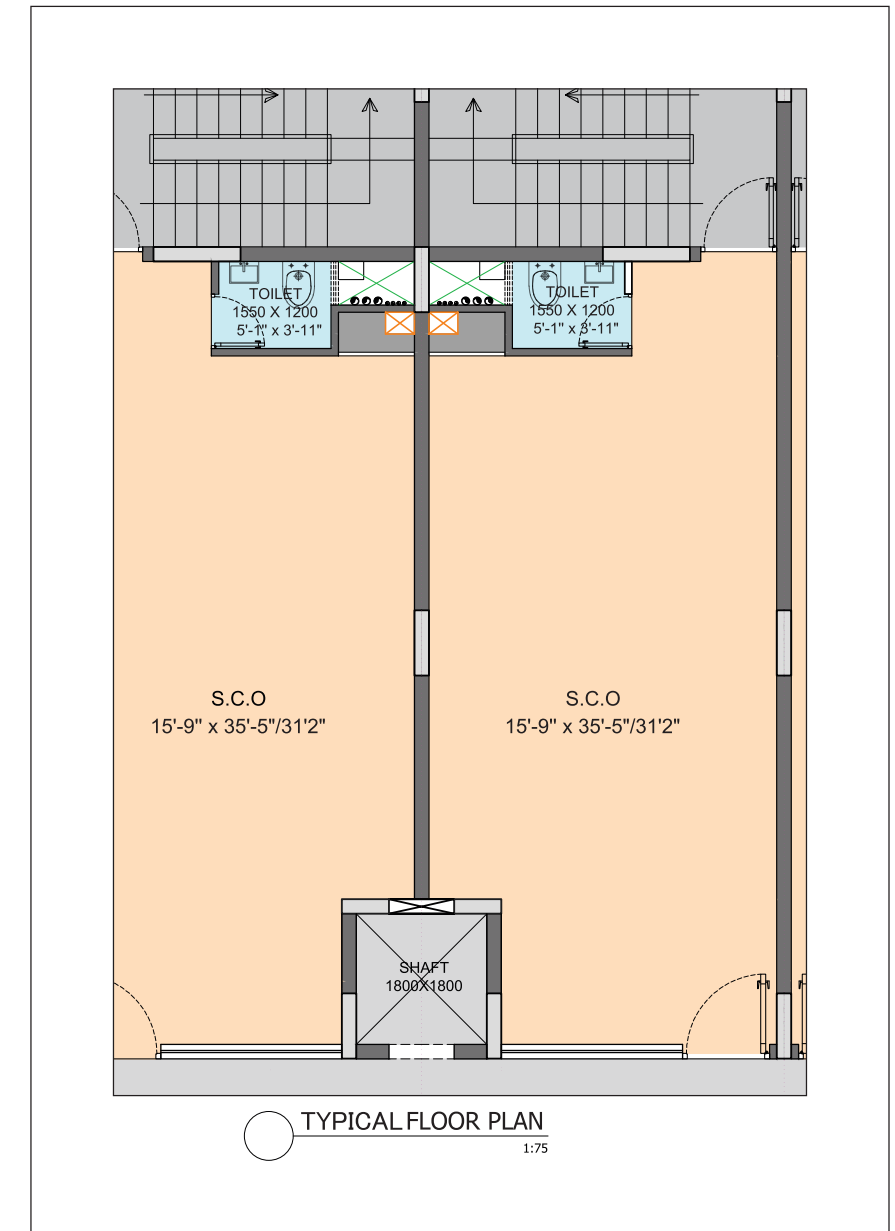 TOILET
1550 X 1200
5'-1" x 3'-11"
TOILET
1550 X 1200
5'-1" x 3'-11"
S.C.O
15'-9" x 35'-5"/31'2"
S.C.O
15'-9" x 35'-5"/31'2"
SHAFT
1800X1800
TYPICAL FLOOR PLAN
1:75